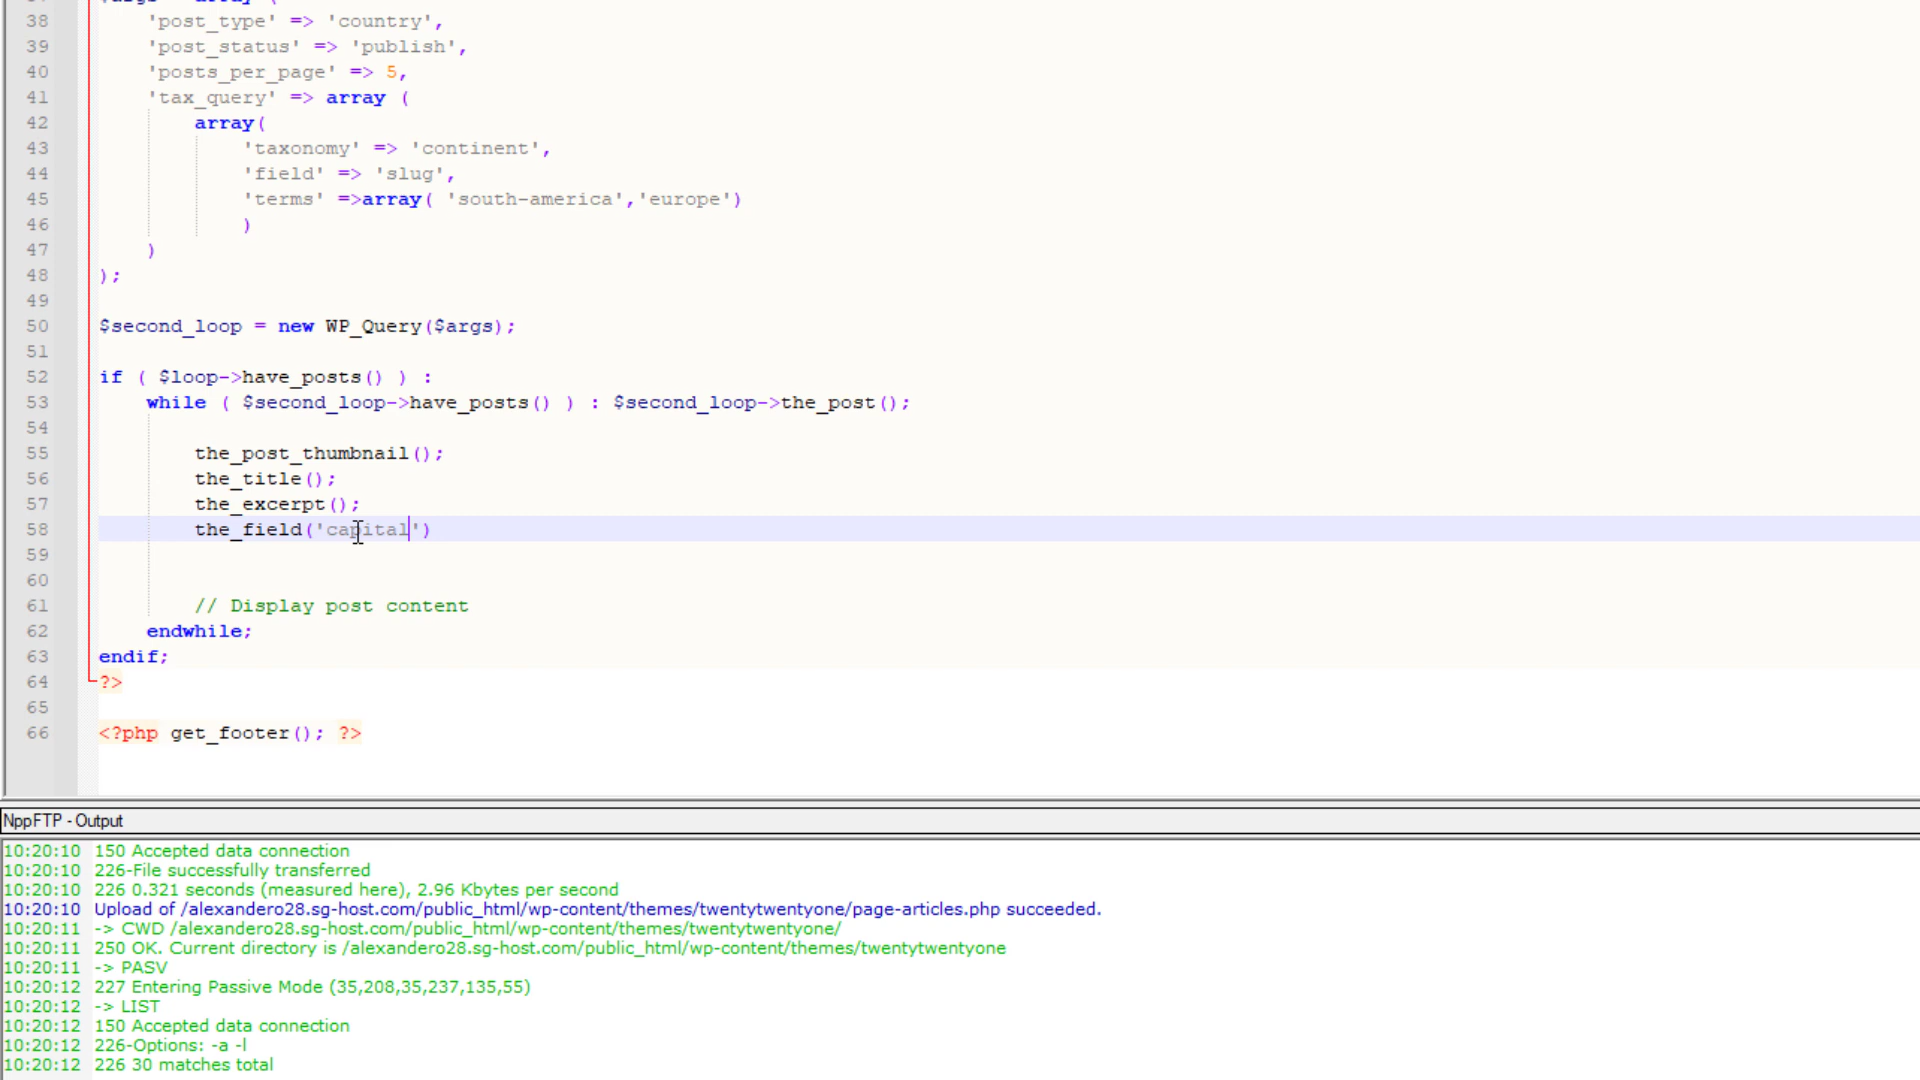 38 'post_type' => 'country',
39 'post_status' => 'publish',
40 'posts_per_page' => 5,
41 'tax_query' => array (
42 array(
43 'taxonomy' => 'continent',
44 'field' => 'slug',
45 'terms' =>array( 'south-america','europe')
46 )
47 )
48 );
49
50 $second_loop = new WP_Query($args);
51
52 if ( $loop->have_posts() ) :
53 while ( $second_loop->have_posts() ) : $second_loop->the_post();
54
55 the_post_thumbnail();
56 the_title();
57 the_excerpt();
58 the_field('capital')
59
60
61 // Display post content
62 endwhile;
63 endif;
64 ?>
65
66 <?php get_footer(); ?>
NppFTP - Output
10:20:10 150 Accepted data connection
10:20:10 226-File successfully transferred
10:20:10 226 0.321 seconds (measured here), 2.96 Kbytes per second
10:20:10 Upload of /alexandero28.sg-host.com/public_html/wp-content/themes/twentytwentyone/page-articles.php succeeded.
10:20:11 -> CWD /alexandero28.sg-host.com/public_html/wp-content/themes/twentytwentyone/
10:20:11 250 OK. Current directory is /alexandero28.sg-host.com/public_html/wp-content/themes/twentytwentyone
10:20:11 -> PASV
10:20:12 227 Entering Passive Mode (35,208,35,237,135,55)
10:20:12 -> LIST
10:20:12 150 Accepted data connection
10:20:12 226-Options: -a -l
10:20:12 226 30 matches total